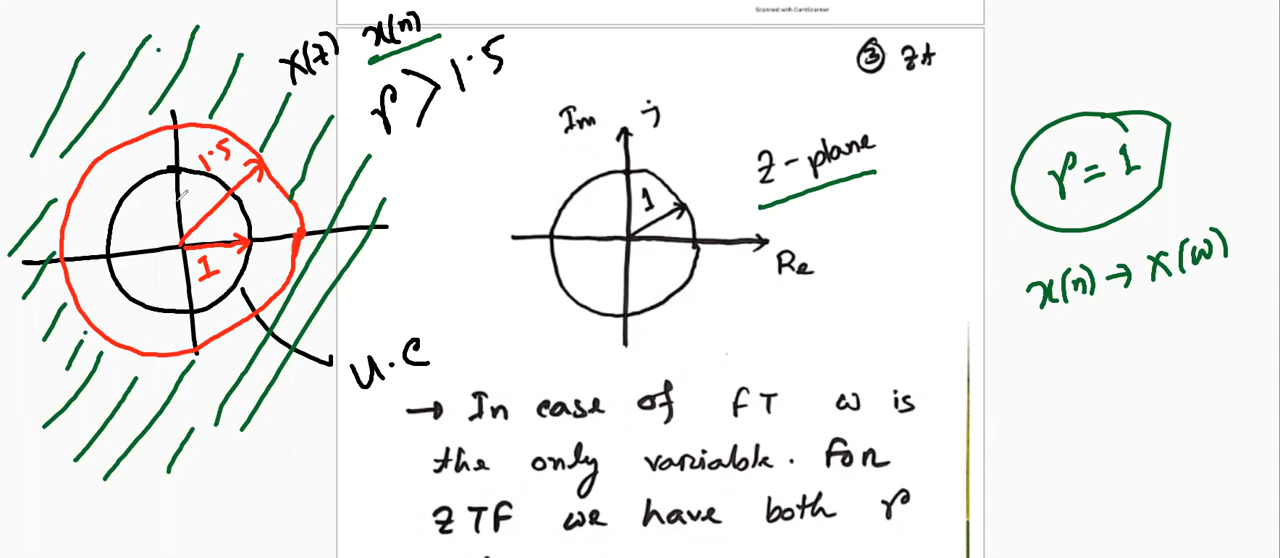 Scanned with CamScanner
X(z) x(n)
r > 1.5
③ ZA
1.5
1
U.C
Im j
1
Re
Z-plane
r = 1
x(n) → X(ω)
→ In case of FT ω is
the only variable. For
ZTF we have both r